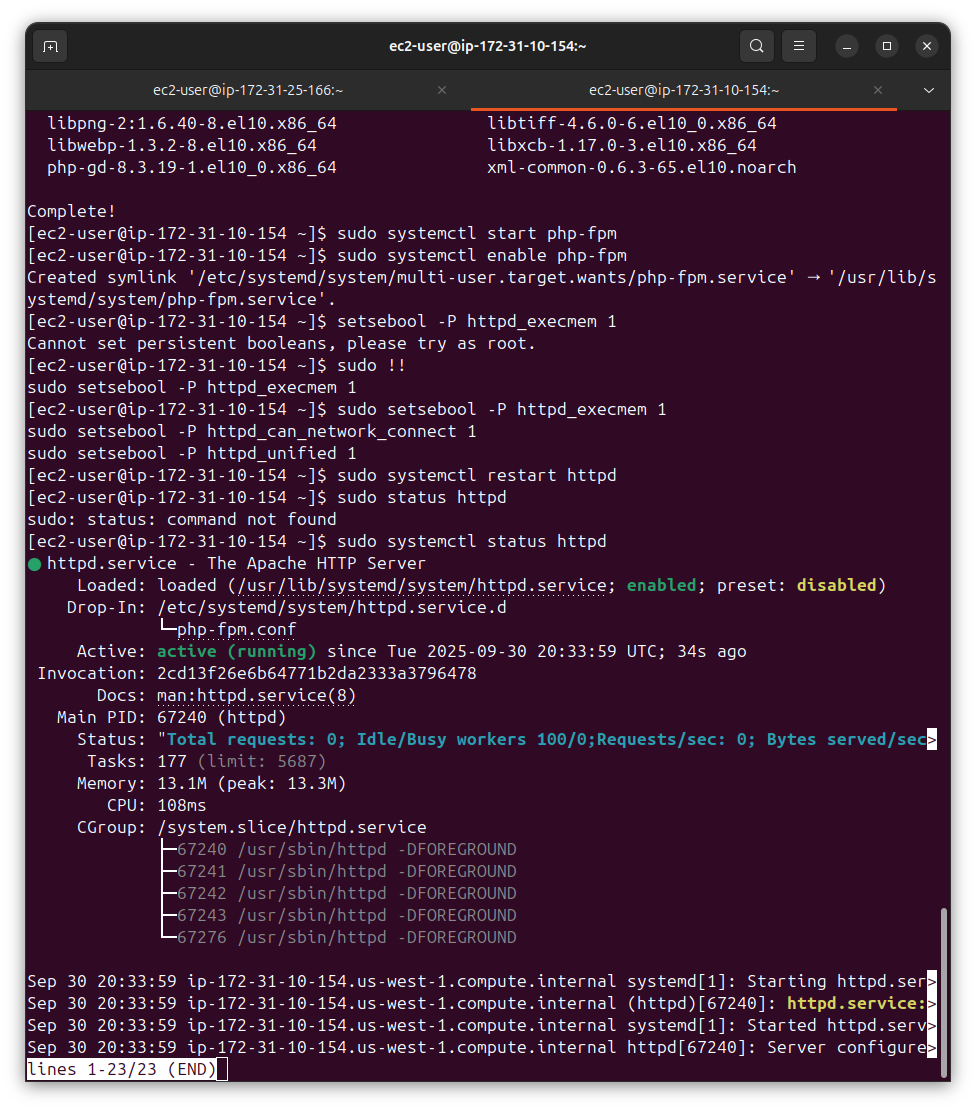 ec2-user@ip-172-31-10-154:~
ec2-user@ip-172-31-25-166:~
ec2-user@ip-172-31-10-154:~
libpng-2:1.6.40-8.el10.x86_64 libtiff-4.6.0-6.el10_0.x86_64
libwebp-1.3.2-8.el10.x86_64 libxcb-1.17.0-3.el10.x86_64
php-gd-8.3.19-1.el10_0.x86_64 xml-common-0.6.3-65.el10.noarch
Complete!
[ec2-user@ip-172-31-10-154 ~]$ sudo systemctl start php-fpm
[ec2-user@ip-172-31-10-154 ~]$ sudo systemctl enable php-fpm
Created symlink '/etc/systemd/system/multi-user.target.wants/php-fpm.service' → '/usr/lib/s
ystemd/system/php-fpm.service'.
[ec2-user@ip-172-31-10-154 ~]$ setsebool -P httpd_execmem 1
Cannot set persistent booleans, please try as root.
[ec2-user@ip-172-31-10-154 ~]$ sudo !!
sudo setsebool -P httpd_execmem 1
[ec2-user@ip-172-31-10-154 ~]$ sudo setsebool -P httpd_execmem 1
sudo setsebool -P httpd_can_network_connect 1
sudo setsebool -P httpd_unified 1
[ec2-user@ip-172-31-10-154 ~]$ sudo systemctl restart httpd
[ec2-user@ip-172-31-10-154 ~]$ sudo status httpd
sudo: status: command not found
[ec2-user@ip-172-31-10-154 ~]$ sudo systemctl status httpd
● httpd.service - The Apache HTTP Server
Loaded: loaded (/usr/lib/systemd/system/httpd.service; enabled; preset: disabled)
Drop-In: /etc/systemd/system/httpd.service.d
└─php-fpm.conf
Active: active (running) since Tue 2025-09-30 20:33:59 UTC; 34s ago
Invocation: 2cd13f26e6b64771b2da2333a3796478
Docs: man:httpd.service(8)
Main PID: 67240 (httpd)
Status: "Total requests: 0; Idle/Busy workers 100/0;Requests/sec: 0; Bytes served/sec>
Tasks: 177 (limit: 5687)
Memory: 13.1M (peak: 13.3M)
CPU: 108ms
CGroup: /system.slice/httpd.service
├─67240 /usr/sbin/httpd -DFOREGROUND
├─67241 /usr/sbin/httpd -DFOREGROUND
├─67242 /usr/sbin/httpd -DFOREGROUND
├─67243 /usr/sbin/httpd -DFOREGROUND
└─67276 /usr/sbin/httpd -DFOREGROUND
Sep 30 20:33:59 ip-172-31-10-154.us-west-1.compute.internal systemd[1]: Starting httpd.ser>
Sep 30 20:33:59 ip-172-31-10-154.us-west-1.compute.internal (httpd)[67240]: httpd.service:>
Sep 30 20:33:59 ip-172-31-10-154.us-west-1.compute.internal systemd[1]: Started httpd.serv>
Sep 30 20:33:59 ip-172-31-10-154.us-west-1.compute.internal httpd[67240]: Server configure>
lines 1-23/23 (END)